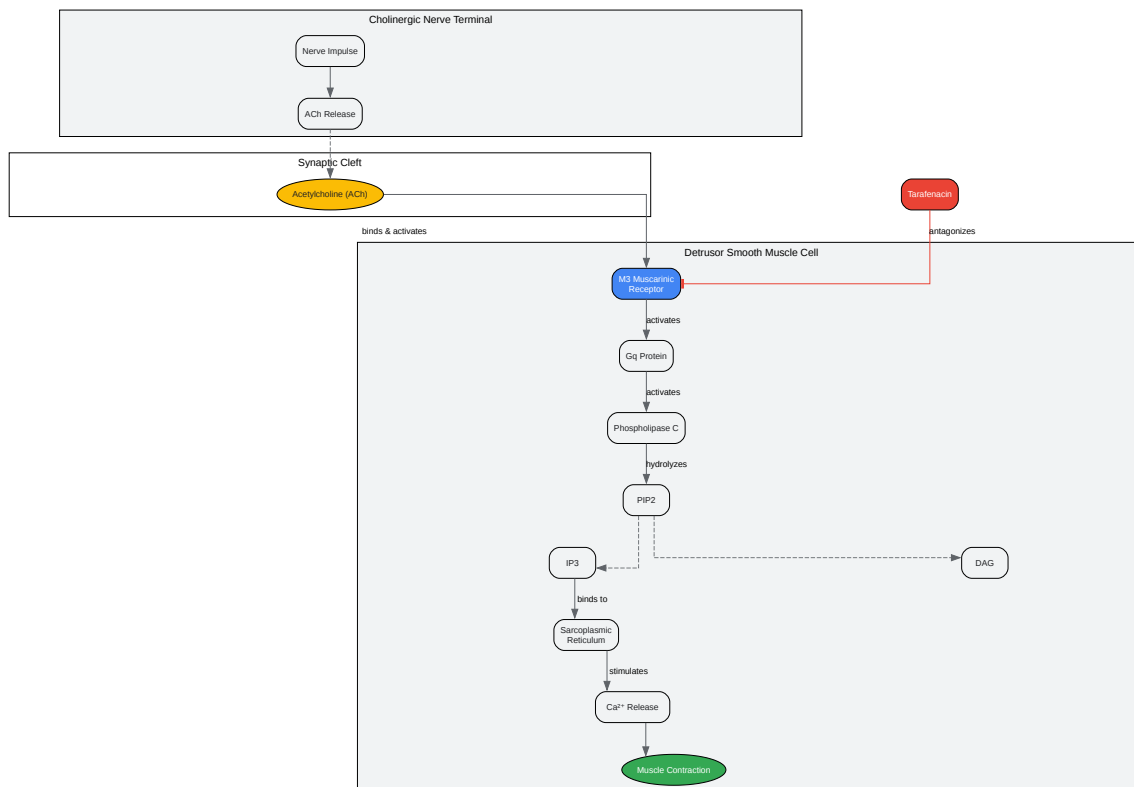 Cholinergic Nerve Terminal
Nerve Impulse
ACh Release
Synaptic Cleft
Acetylcholine (ACh)
Tarafenacin
binds & activates
antagonizes
Detrusor Smooth Muscle Cell
M3 Muscarinic
Receptor
activates
Gq Protein
activates
Phospholipase C
hydrolyzes
PIP2
IP3
DAG
binds to
Sarcoplasmic
Reticulum
stimulates
Ca²⁺ Release
Muscle Contraction